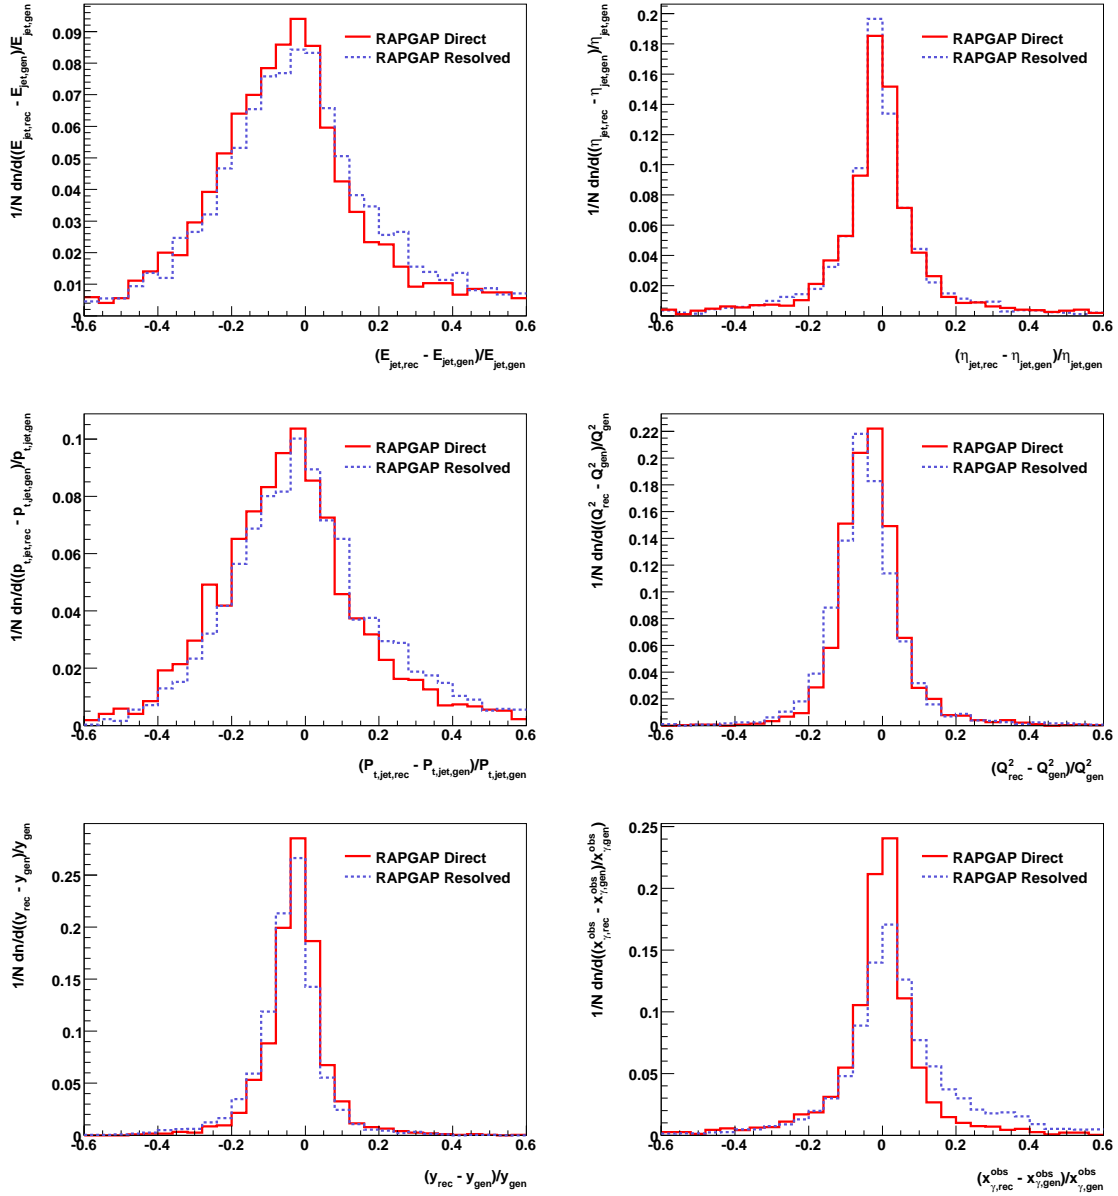 1/N dn/d((E_jet,rec - E_jet,gen)/E_jet,gen
0.09
0.08
0.07
0.06
0.05
0.04
0.03
0.02
0.01
0
-0.6 -0.4 -0.2 0 0.2 0.4 0.6
RAPGAP Direct
RAPGAP Resolved
(E_jet,rec - E_jet,gen)/E_jet,gen
1/N dn/d((η_jet,rec - η_jet,gen)/η_jet,gen
0.2
0.18
0.16
0.14
0.12
0.1
0.08
0.06
0.04
0.02
0
-0.6 -0.4 -0.2 0 0.2 0.4 0.6
RAPGAP Direct
RAPGAP Resolved
(η_jet,rec - η_jet,gen)/η_jet,gen
1/N dn/d((p_t,jet,rec - p_t,jet,gen)/p_t,jet,gen
0.1
0.08
0.06
0.04
0.02
0
-0.6 -0.4 -0.2 0 0.2 0.4 0.6
RAPGAP Direct
RAPGAP Resolved
(P_t,jet,rec - P_t,jet,gen)/P_t,jet,gen
1/N dn/d((Q²_rec - Q²_gen)/Q²_gen
0.22
0.2
0.18
0.16
0.14
0.12
0.1
0.08
0.06
0.04
0.02
0
-0.6 -0.4 -0.2 0 0.2 0.4 0.6
RAPGAP Direct
RAPGAP Resolved
(Q²_rec - Q²_gen)/Q²_gen
1/N dn/d((y_rec - y_gen)/y_gen
0.25
0.2
0.15
0.1
0.05
0
-0.6 -0.4 -0.2 0 0.2 0.4 0.6
RAPGAP Direct
RAPGAP Resolved
(y_rec - y_gen)/y_gen
1/N dn/d((x^obs_γ,rec - x^obs_γ,gen)/x^obs_γ,gen)
0.25
0.2
0.15
0.1
0.05
0
-0.6 -0.4 -0.2 0 0.2 0.4 0.6
RAPGAP Direct
RAPGAP Resolved
(x^obs_γ,rec - x^obs_γ,gen)/x^obs_γ,gen